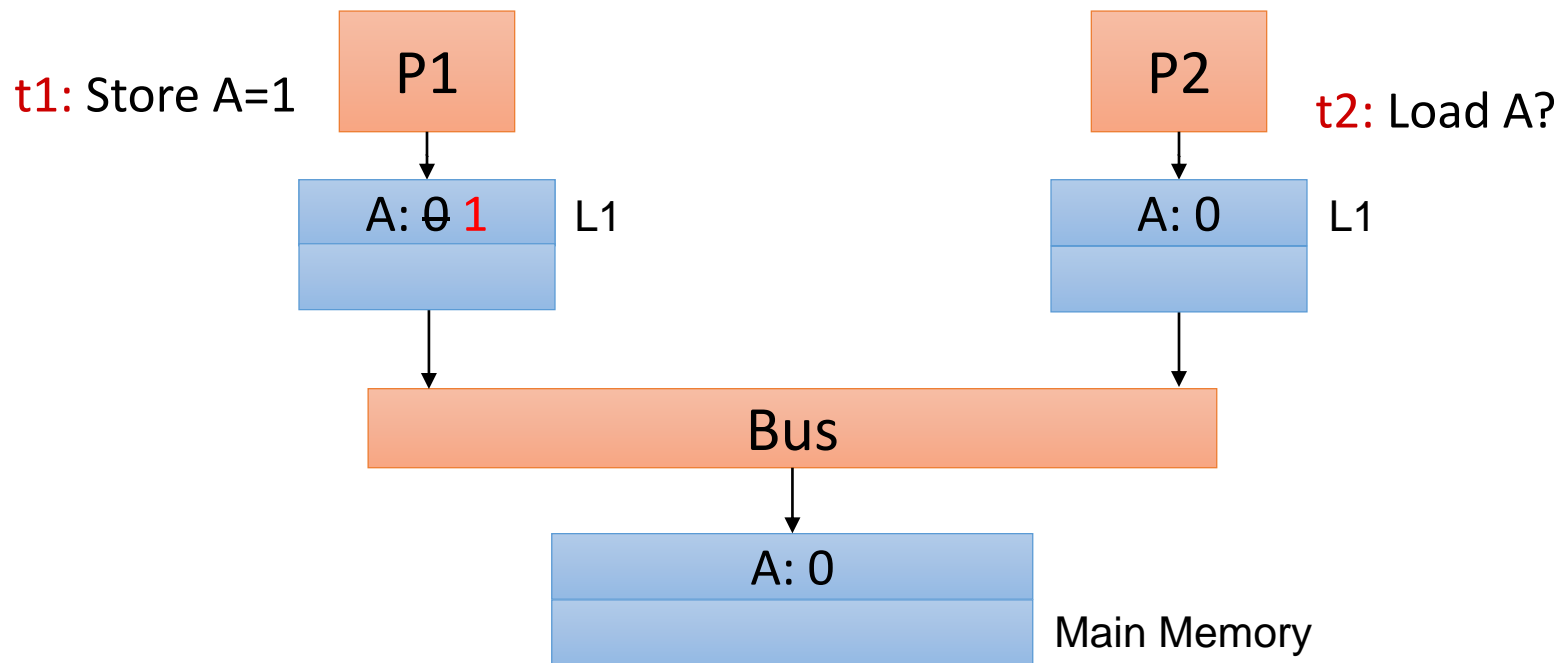 P1
P2
t1: Store A=1
t2: Load A?
A: 0 1
L1
A: 0
L1
Bus
A: 0
Main Memory